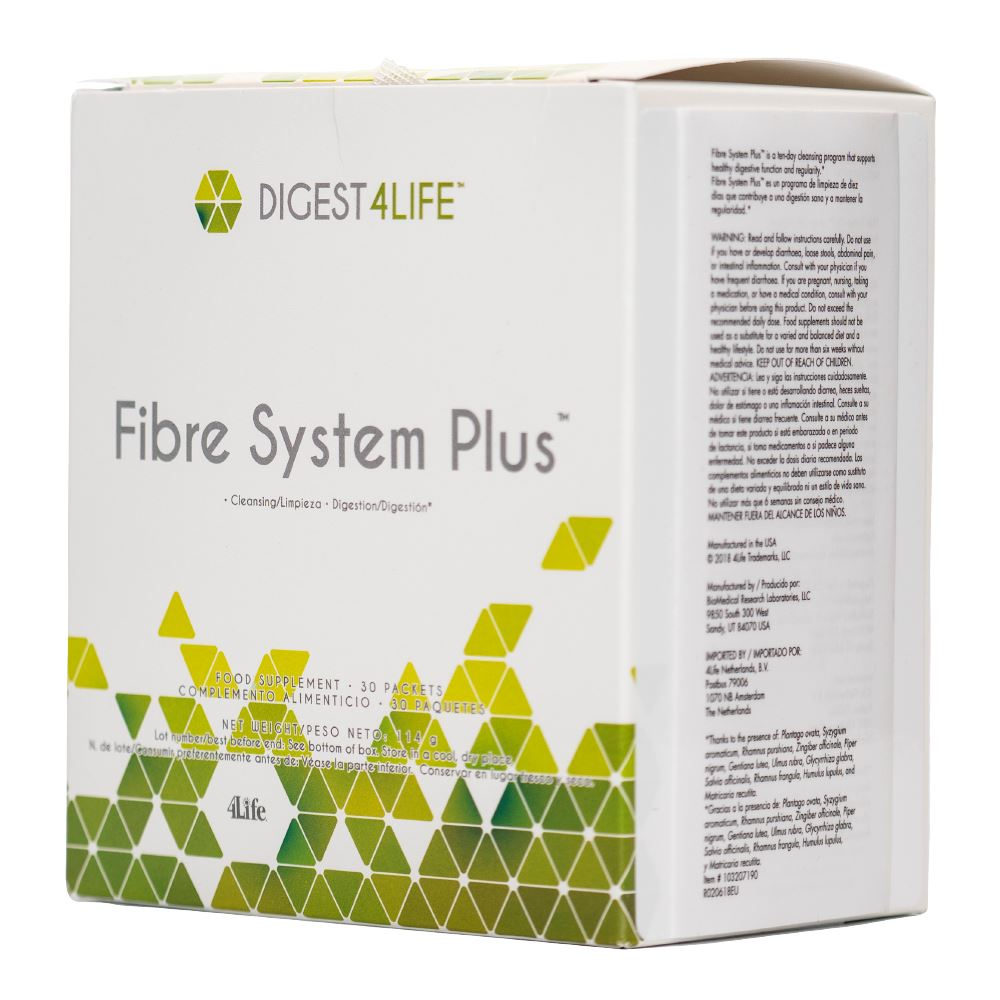 DIGEST4LIFE™
Fibre System Plus™
• Cleansing/Limpieza • Digestion/Digestión*
FOOD SUPPLEMENT • 30 PACKETS
COMPLEMENTO ALIMENTICIO • 30 PAQUETES
NET WEIGHT/PESO NETO: 114 g
Lot number/best before end: See bottom of box. Store in a cool, dry place.
N. de lote/Consumis preferentemente antes de: Véase la parte inferior. Conservar en lugar fresco y seco.
4Life
Fibre System Plus™ is a ten-day cleansing program that supports
healthy digestive function and regularity.*
Fibre System Plus™ es un programa de limpieza de diez
días que contribuye a una digestión sana y a mantener la
regularidad.*
WARNING: Read and follow instructions carefully. Do not use
if you have or develop diarrhoea, loose stools, abdominal pain,
or intestinal inflammation. Consult with your physician if you
have frequent diarrhoea. If you are pregnant, nursing, taking
a medication, or have a medical condition, consult with your
physician before using this product. Do not exceed the
recommended daily dose. Food supplements should not be
used as a substitute for a varied and balanced diet and a
healthy lifestyle. Do not use for more than six weeks without
medical advice. KEEP OUT OF REACH OF CHILDREN.
ADVERTENCIA: Lea y siga las instrucciones cuidadosamente.
No utilizar si tiene o está desarrollando diarrea, heces sueltas,
dolor de estómago o una inflamación intestinal. Consulte a su
médico si tiene diarrea frecuente. Consulte a su médico antes
de tomar este producto si está embarazada o en periodo
de lactancia, si toma medicamentos o si padece alguna
enfermedad. No exceder la dosis diaria recomendada. Los
complementos alimenticios no deben utilizarse como sustituto
de una dieta variada y equilibrada ni un estilo de vida sano.
No utilizar más que 6 semanas sin consejo médico.
MANTENER FUERA DEL ALCANCE DE LOS NIÑOS.
Manufactured in the USA
© 2018 4Life Trademarks, LLC
Manufactured by / Producido por:
BioMedical Research Laboratories, LLC
9850 South 300 West
Sandy, UT 84070 USA
IMPORTED BY / IMPORTADO POR:
4Life Netherlands, B.V.
Postbus 79006
1070 NB Amsterdam
The Netherlands
*Thanks to the presence of: Plantago ovata, Syzygium
aromaticum, Rhamnus purshiana, Zingiber officinale, Piper
nigrum, Gentiana lutea, Ulmus rubra, Glycyrrhiza glabra,
Salvia officinalis, Rhamnus frangula, Humulus lupulus, and
Matricaria recutita.
*Gracias a la presencia de: Plantago ovata, Syzygium
aromaticum, Rhamnus purshiana, Zingiber officinale, Piper
nigrum, Gentiana lutea, Ulmus rubra, Glycyrrhiza glabra,
Salvia officinalis, Rhamnus frangula, Humulus lupulus,
y Matricaria recutita.
Item # 103207190
R020618EU